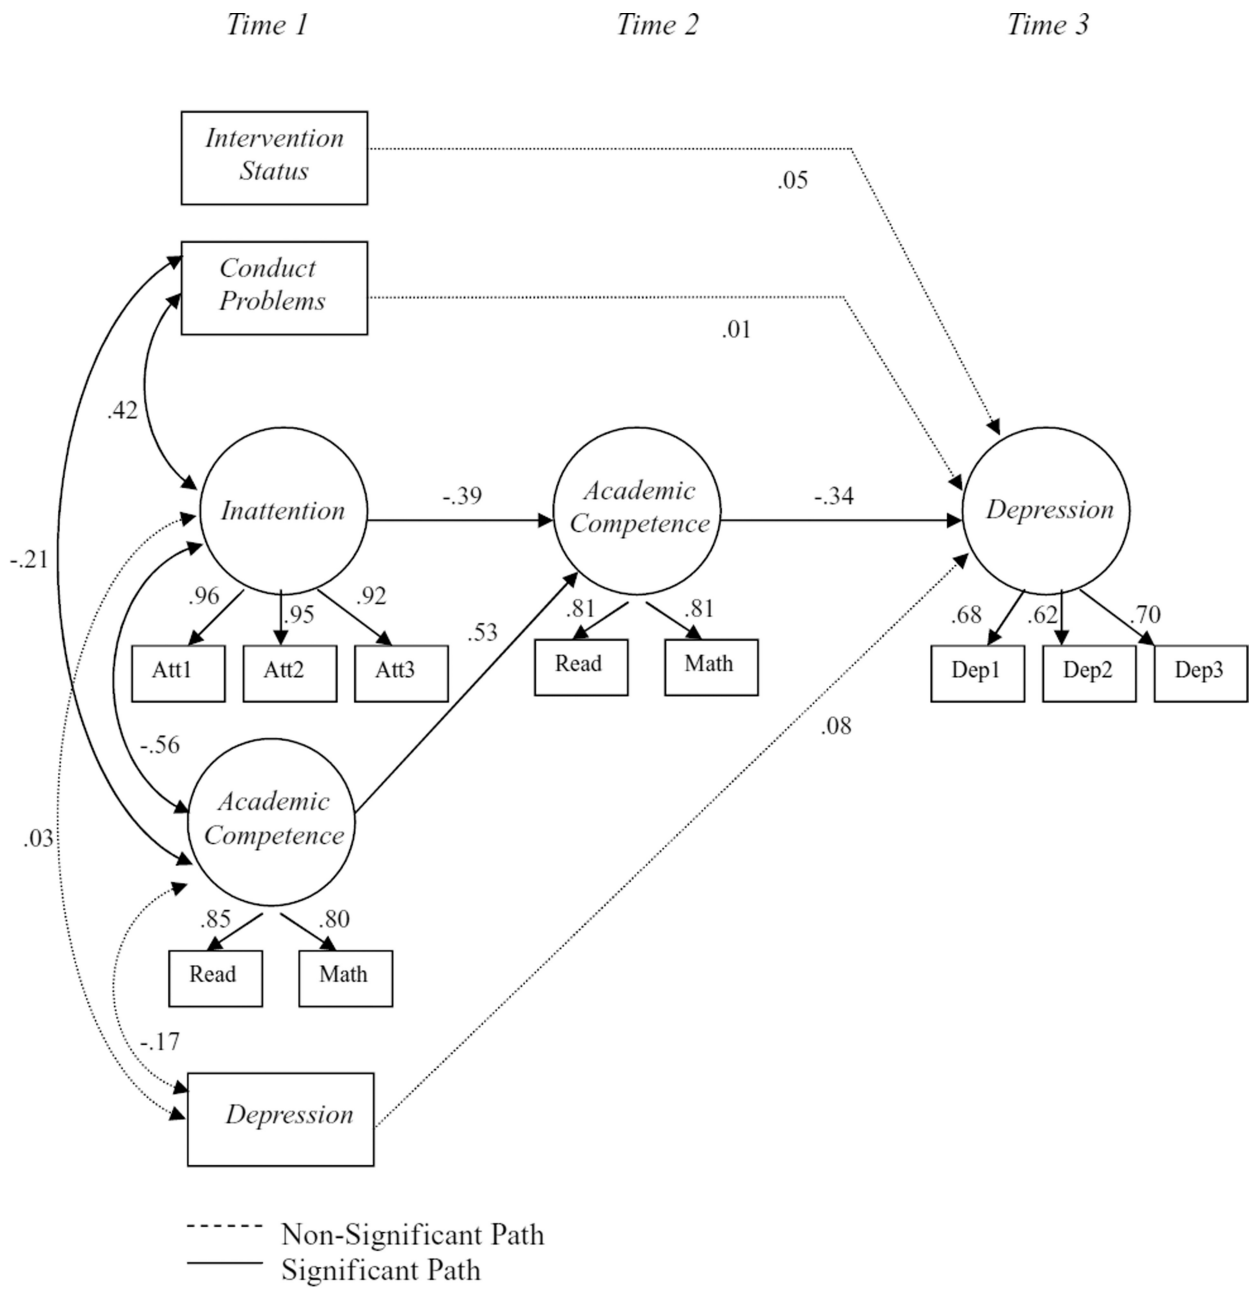 Time 1
Time 2
Time 3
Intervention
Status
.05
Conduct
Problems
.01
.42
Inattention
-.39
Academic
Competence
-.34
Depression
-.21
.96
.95
.92
.81
.81
.68
.62
.70
.53
Att1
Att2
Att3
Read
Math
Dep1
Dep2
Dep3
-.56
.08
Academic
Competence
.03
.85
.80
Read
Math
-.17
Depression
Non-Significant Path
Significant Path